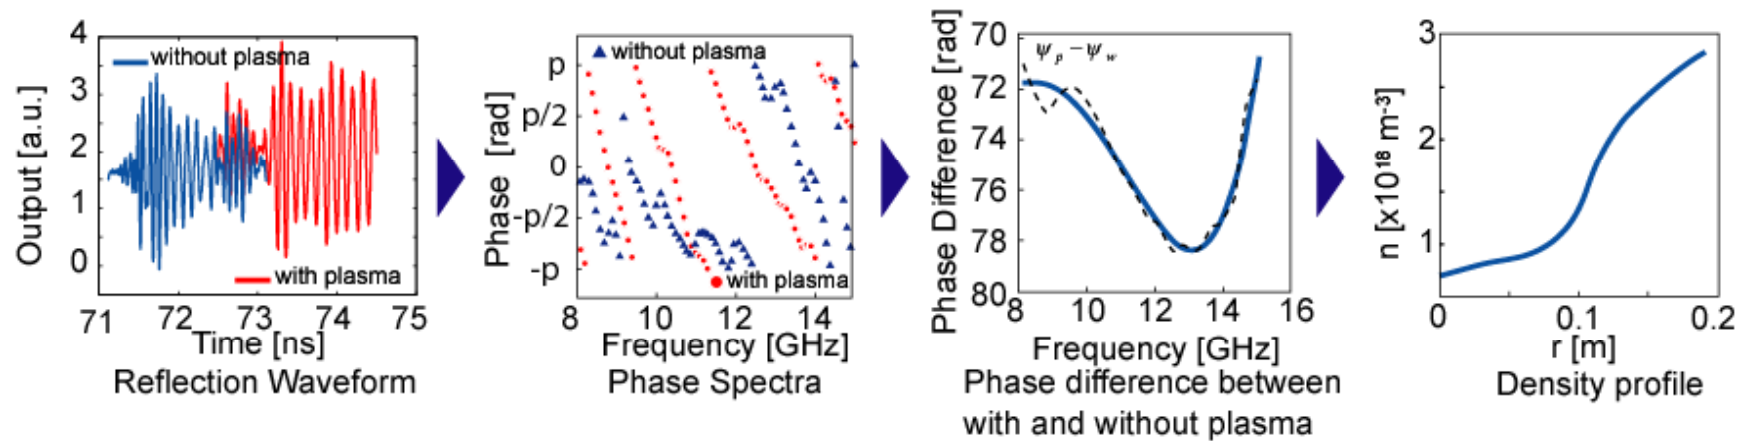 4
3
2
1
0
Output [a.u.]
without plasma
with plasma
71 72 73 74 75
Time [ns]
Reflection Waveform
p
p/2
0
-p/2
-p
Phase [rad]
without plasma
with plasma
8 10 12 14
Frequency [GHz]
Phase Spectra
70
72
74
76
78
80
Phase Difference [rad]
ψp − ψw
8 10 12 14 16
Frequency [GHz]
Phase difference between
with and without plasma
3
2
1
n [x10¹⁸ m⁻³]
0 0.1 0.2
r [m]
Density profile